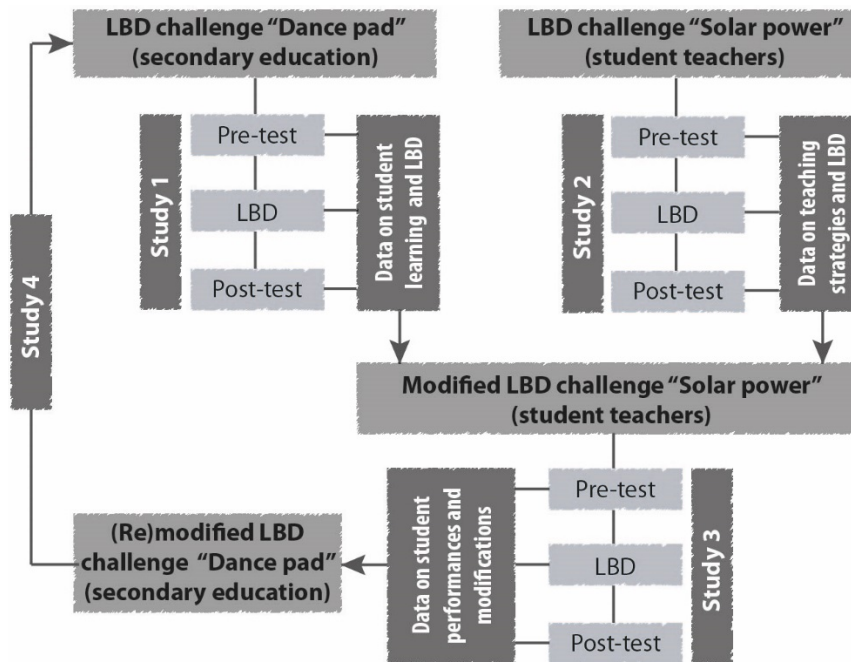 LBD challenge “Dance pad”
(secondary education)
Study 1
Pre-test
LBD
Post-test
Data on student
learning and LBD
LBD challenge “Solar power”
(student teachers)
Study 2
Pre-test
LBD
Post-test
Data on teaching
strategies and LBD
Study 4
Modified LBD challenge “Solar power”
(student teachers)
Pre-test
LBD
Post-test
Study 3
Data on student
performances and
modifications
(Re)modified LBD
challenge “Dance pad”
(secondary education)